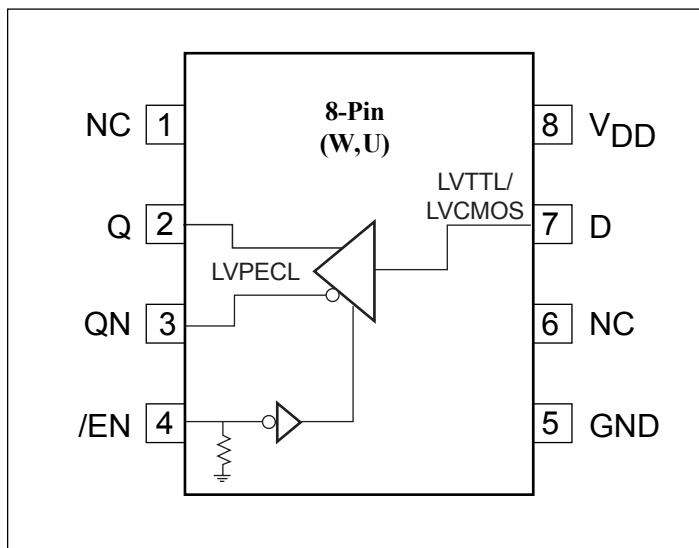 8-Pin
(W,U)
NC 1
8 VDD
LVTTL/
LVCMOS
Q 2
7 D
LVPECL
QN 3
6 NC
/EN 4
5 GND